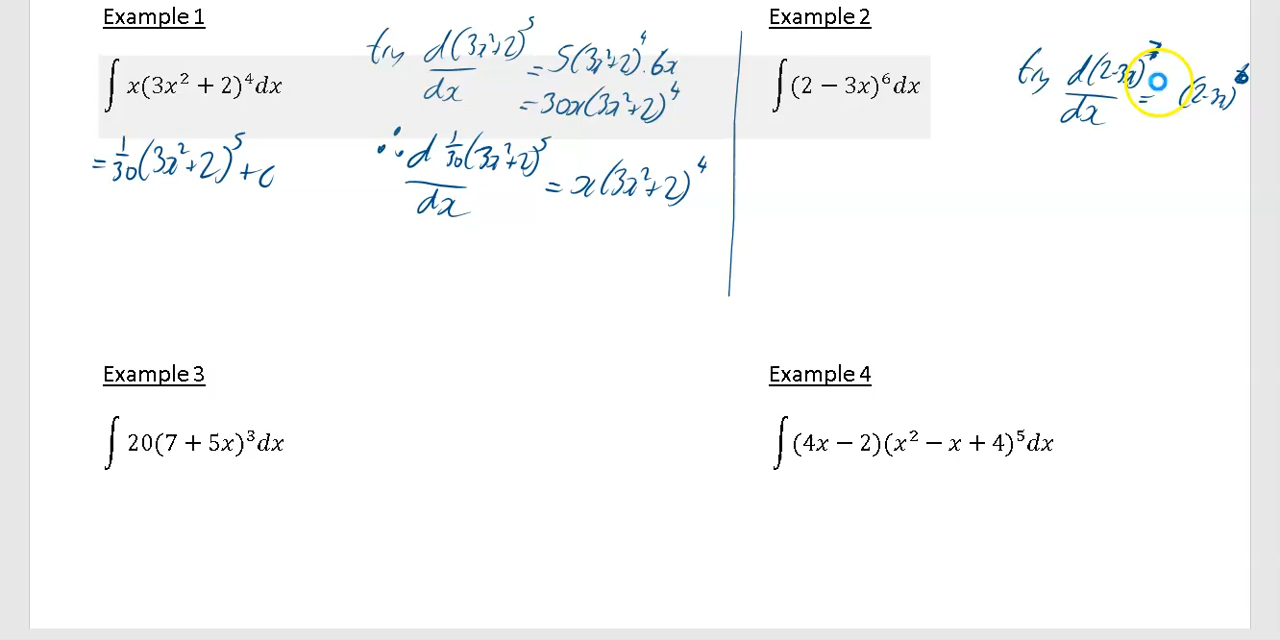 Example 1
∫ x(3x² + 2)⁴dx
= 1/30 (3x²+2)⁵ + C
try d(3x²+2)⁵/dx = 5(3x²+2)⁴.6x
= 30x(3x²+2)⁴
∴ d 1/30 (3x²+2)⁵/dx = x(3x²+2)⁴
Example 2
∫ (2 − 3x)⁶dx
try d(2-3x)⁷/dx = (2-3x)⁶
Example 3
∫ 20(7 + 5x)³dx
Example 4
∫ (4x − 2)(x² − x + 4)⁵dx